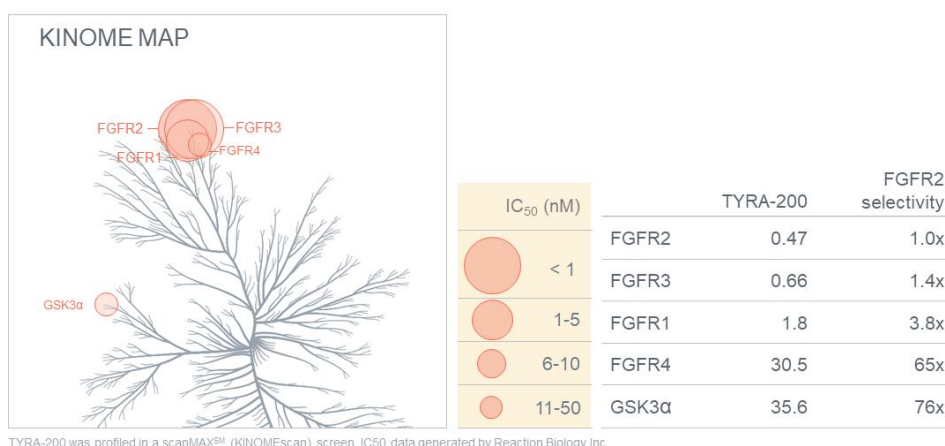 KINOME MAP
FGFR2
FGFR3
FGFR1
FGFR4
GSK3α
IC50 (nM)
< 1
1-5
6-10
11-50
TYRA-200 FGFR2 selectivity
FGFR2 0.47 1.0x
FGFR3 0.66 1.4x
FGFR1 1.8 3.8x
FGFR4 30.5 65x
GSK3α 35.6 76x
TYRA-200 was profiled in a scanMAX℠ (KINOMEscan) screen. IC50 data generated by Reaction Biology Inc